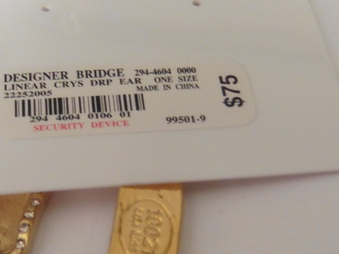 DESIGNER BRIDGE 294-4604 0000
LINEAR CRYS DRP EAR ONE SIZE
22252005 MADE IN CHINA
294 4604 0106 01
SECURITY DEVICE 99501-9
$75